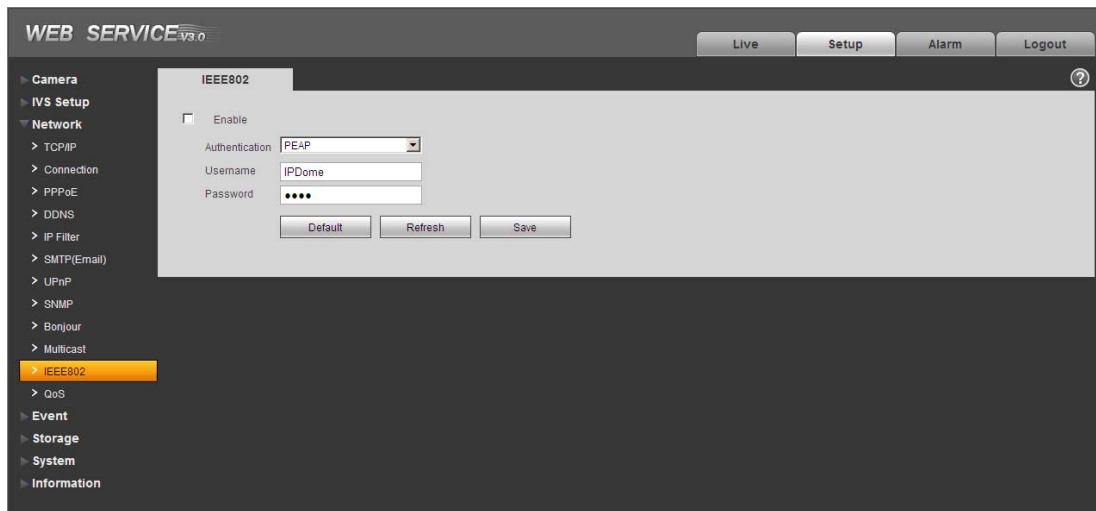 WEB SERVICE V3.0
Live Setup Alarm Logout
Camera
IVS Setup
Network
> TCP/IP
> Connection
> PPPoE
> DDNS
> IP Filter
> SMTP(Email)
> UPnP
> SNMP
> Bonjour
> Multicast
> IEEE802
> QoS
Event
Storage
System
Information
IEEE802
?
Enable
Authentication PEAP
Username IPDome
Password ••••
Default Refresh Save